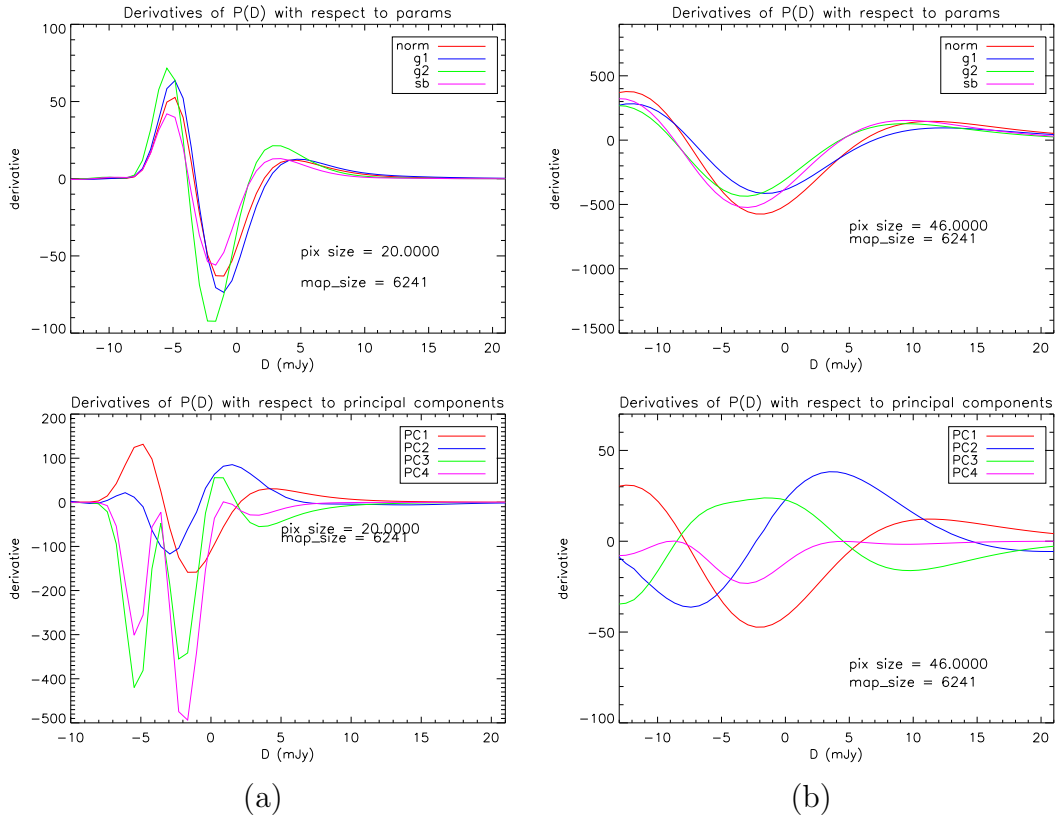 Derivatives of P(D) with respect to params
100
50
0
-50
-100
derivative
norm
g1
g2
sb
pix size = 20.0000
map_size = 6241
-10 -5 0 5 10 15 20
D (mJy)
Derivatives of P(D) with respect to params
500
0
-500
-1000
-1500
derivative
norm
g1
g2
sb
pix size = 46.0000
map_size = 6241
-10 -5 0 5 10 15 20
D (mJy)
Derivatives of P(D) with respect to principal components
200
100
0
-100
-200
-300
-400
-500
derivative
PC1
PC2
PC3
PC4
pix size = 20.0000
map_size = 6241
-10 -5 0 5 10 15 20
D (mJy)
(a)
Derivatives of P(D) with respect to principal components
50
0
-50
-100
derivative
PC1
PC2
PC3
PC4
pix size = 46.0000
map_size = 6241
-10 -5 0 5 10 15 20
D (mJy)
(b)